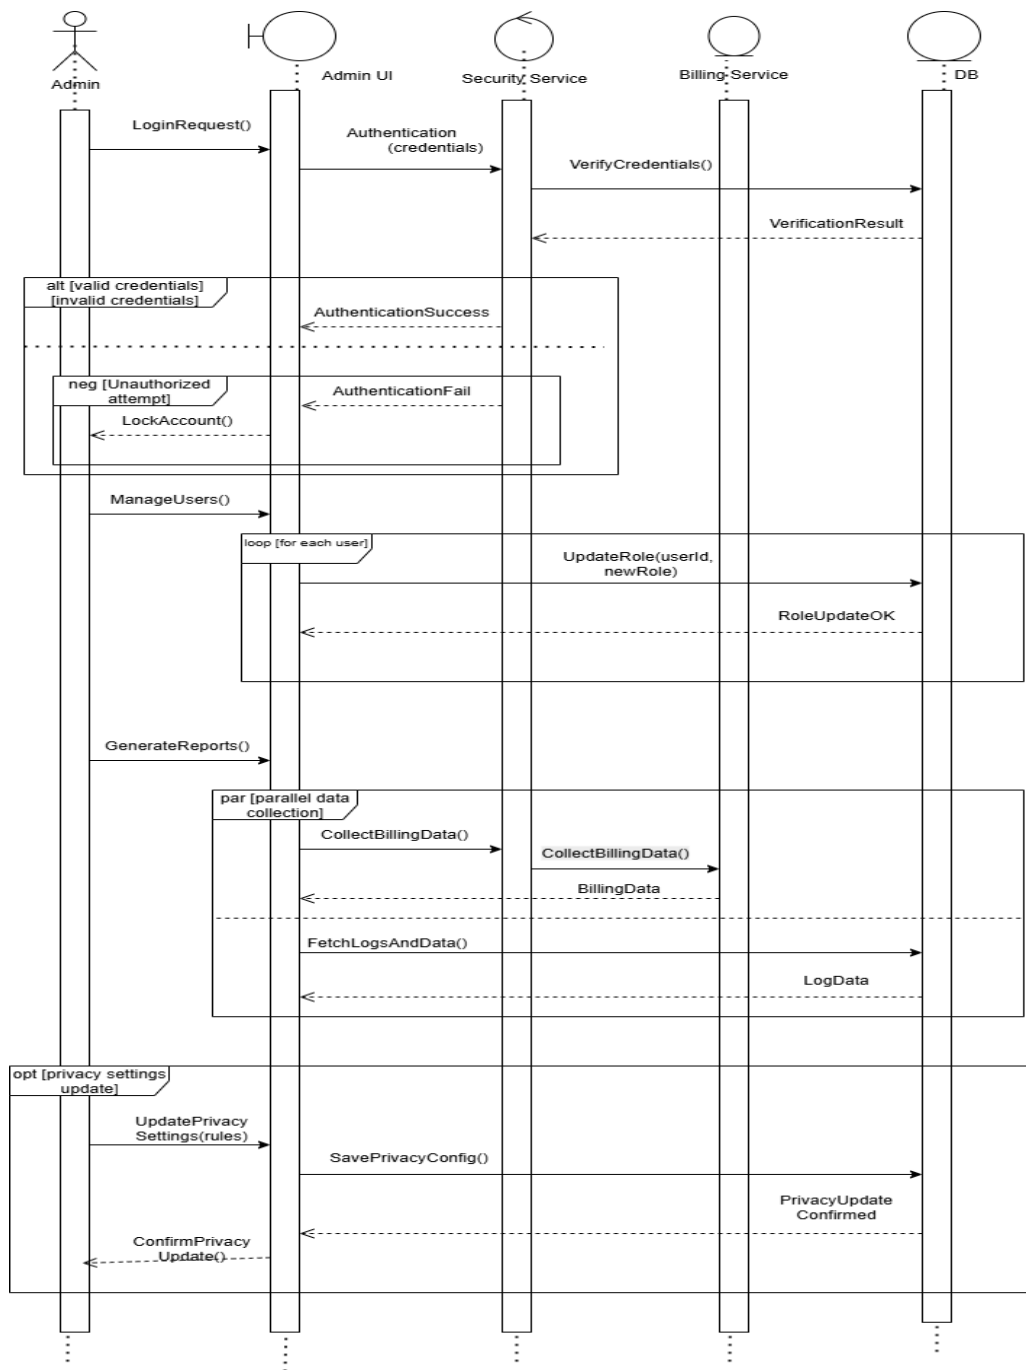 Admin
Admin UI
Security Service
Billing Service
DB
LoginRequest()
Authentication
(credentials)
VerifyCredentials()
VerificationResult
alt [valid credentials]
[invalid credentials]
AuthenticationSuccess
neg [Unauthorized
attempt]
AuthenticationFail
LockAccount()
ManageUsers()
loop [for each user]
UpdateRole(userId,
newRole)
RoleUpdateOK
GenerateReports()
par [parallel data
collection]
CollectBillingData()
CollectBillingData()
BillingData
FetchLogsAndData()
LogData
opt [privacy settings
update]
UpdatePrivacy
Settings(rules)
SavePrivacyConfig()
PrivacyUpdate
Confirmed
ConfirmPrivacy
Update()